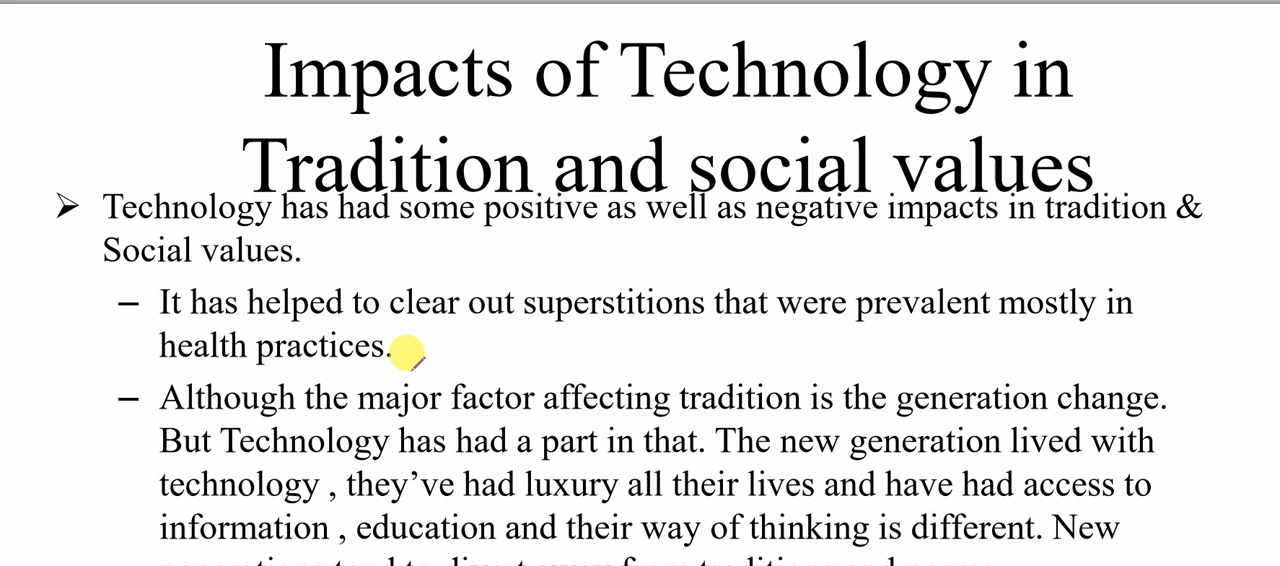 Impacts of Technology in
Tradition and social values
➢ Technology has had some positive as well as negative impacts in tradition &
Social values.
– It has helped to clear out superstitions that were prevalent mostly in
health practices.
– Although the major factor affecting tradition is the generation change.
But Technology has had a part in that. The new generation lived with
technology , they’ve had luxury all their lives and have had access to
information , education and their way of thinking is different. New